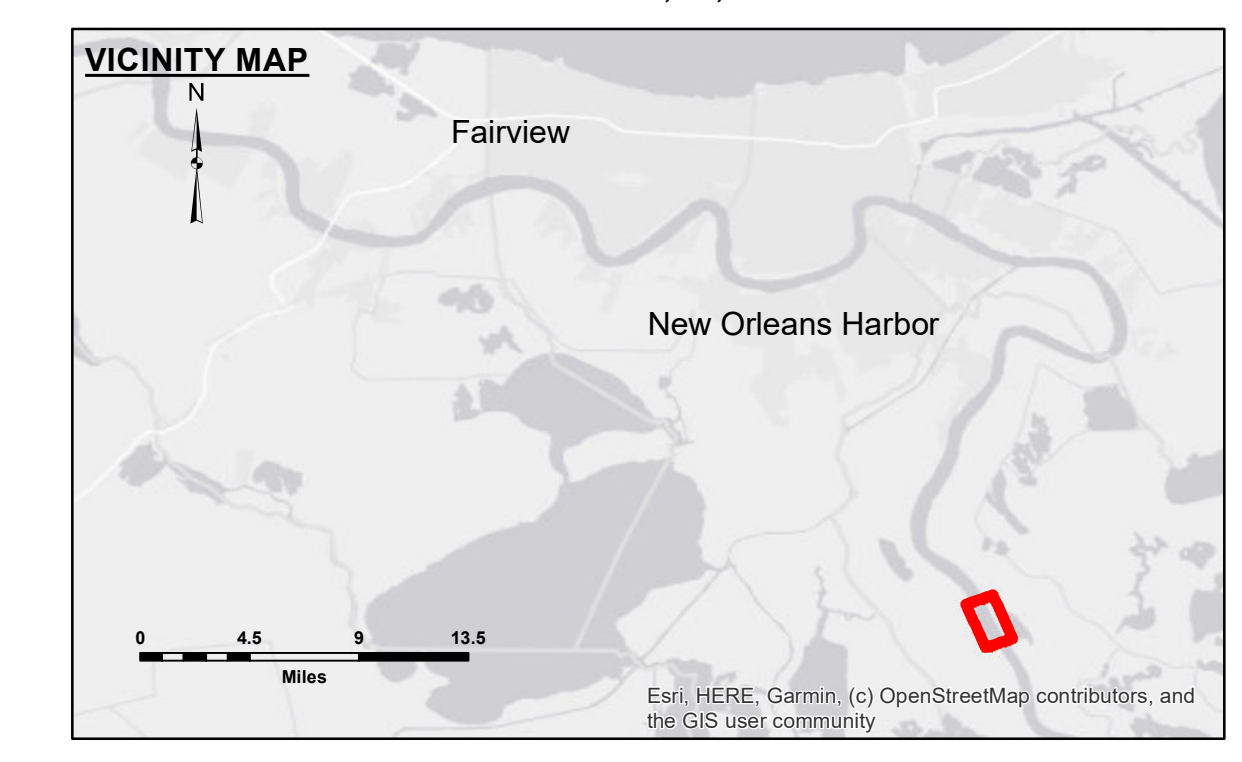 VICINITY MAP
N
Fairview
New Orleans Harbor
0 4.5 9 13.5
Miles
Esri, HERE, Garmin, (c) OpenStreetMap contributors, and
the GIS user community